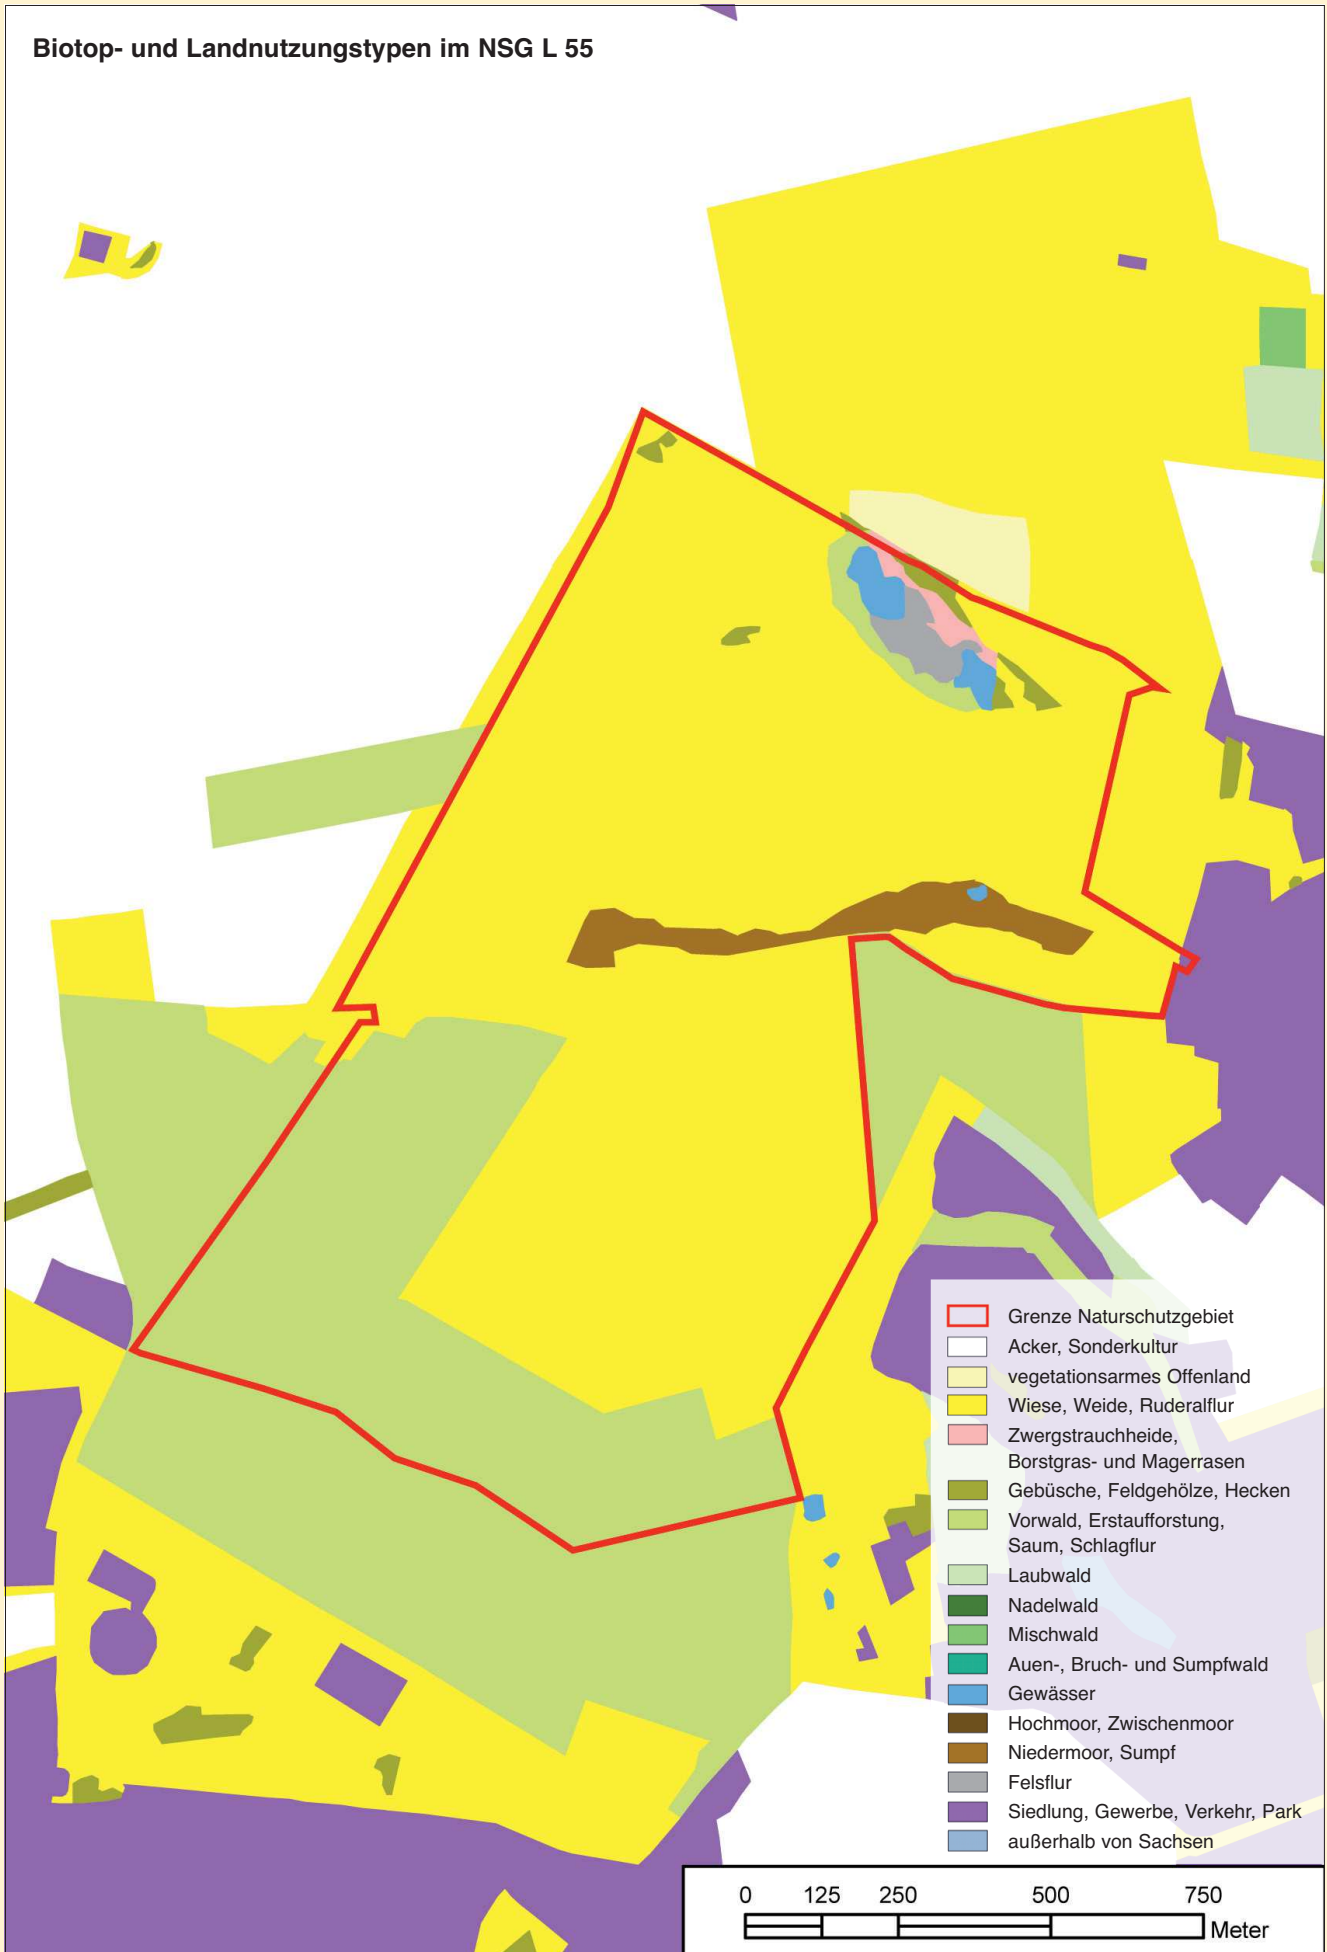 Biotop- und Landnutzungstypen im NSG L 55
Grenze Naturschutzgebiet
Acker, Sonderkultur
vegetationsarmes Offenland
Wiese, Weide, Ruderalflur
Zwergstrauchheide,
Borstgras- und Magerrasen
Gebüsche, Feldgehölze, Hecken
Vorwald, Erstaufforstung,
Saum, Schlagflur
Laubwald
Nadelwald
Mischwald
Auen-, Bruch- und Sumpfwald
Gewässer
Hochmoor, Zwischenmoor
Niedermoor, Sumpf
Felsflur
Siedlung, Gewerbe, Verkehr, Park
außerhalb von Sachsen
0 125 250 500 750
Meter